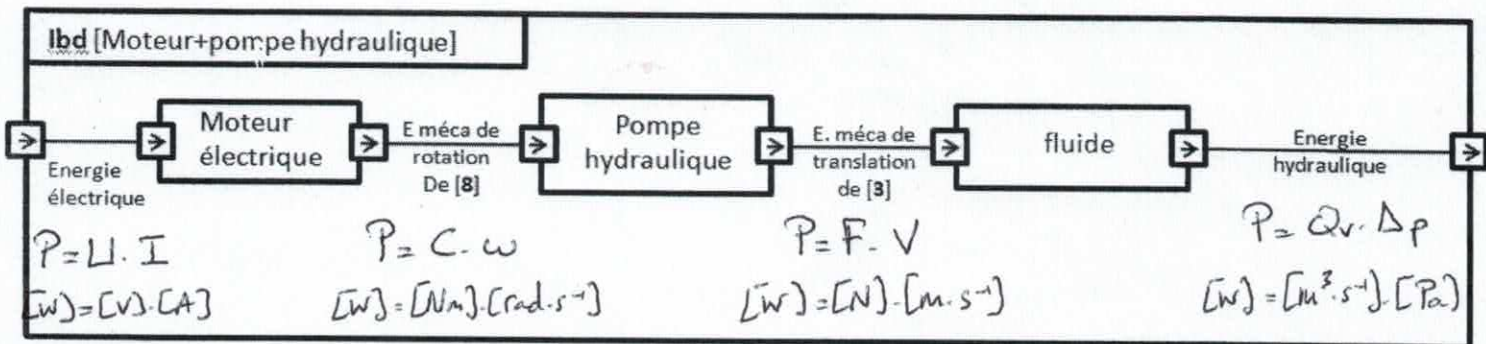 Ibd [Moteur+pompe hydraulique]
Moteur
électrique
Pompe
hydraulique
fluide
Energie
électrique
E méca de
rotation
De [8]
E. méca de
translation
de [3]
Energie
hydraulique
P=U.I
[W]=[V].[A]
P= C. ω
[W]=[Nm].[rad.s⁻¹]
P= F. V
[W]=[N].[m.s⁻¹]
P= Qv. Δp
[W]=[m³.s⁻¹].[Pa]